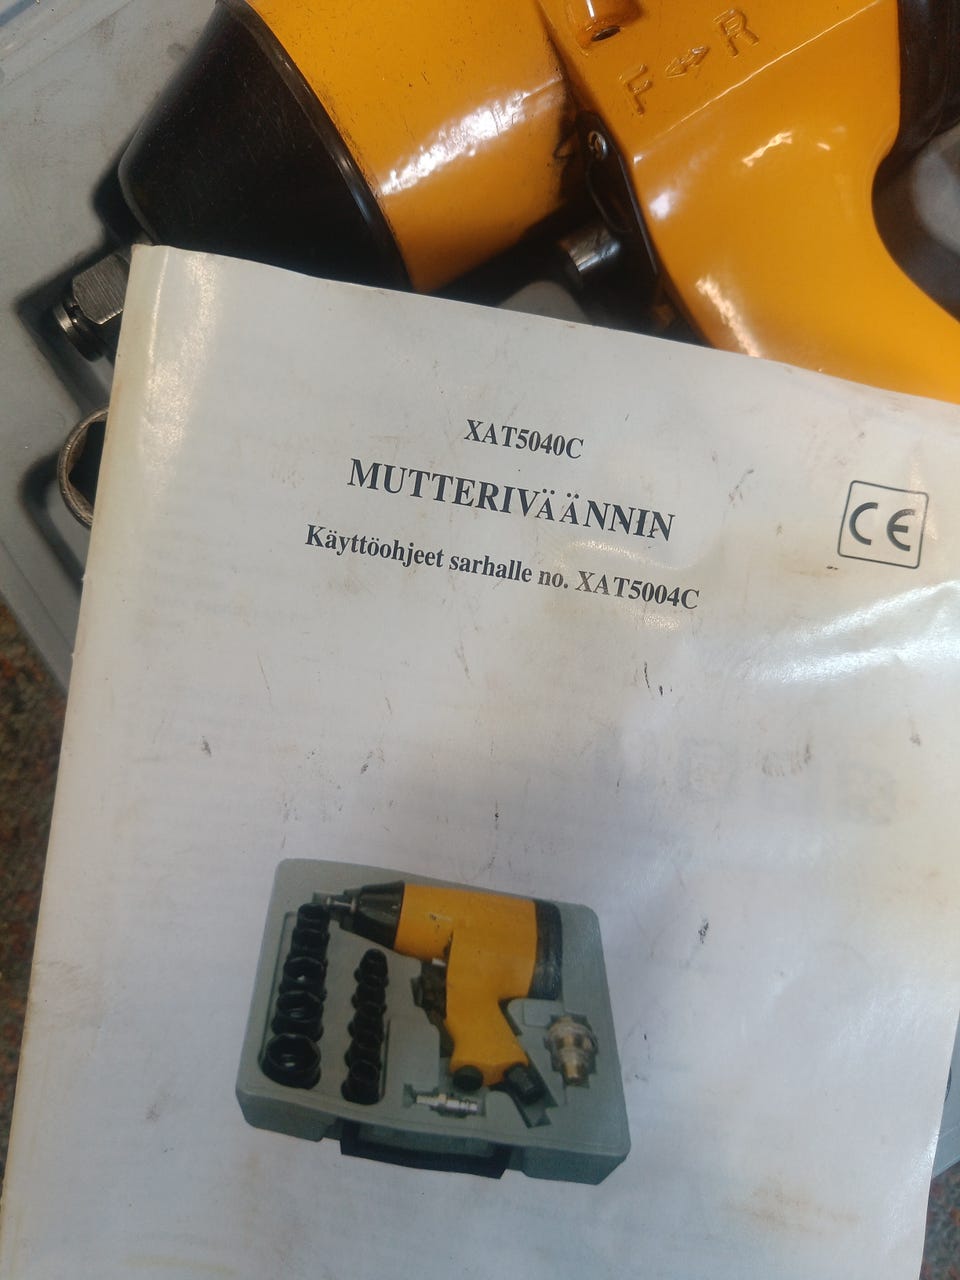 F ↔ R
XAT5040C
MUTTERIVÄÄNNIN
Käyttöohjeet sarhalle no. XAT5004C
CE